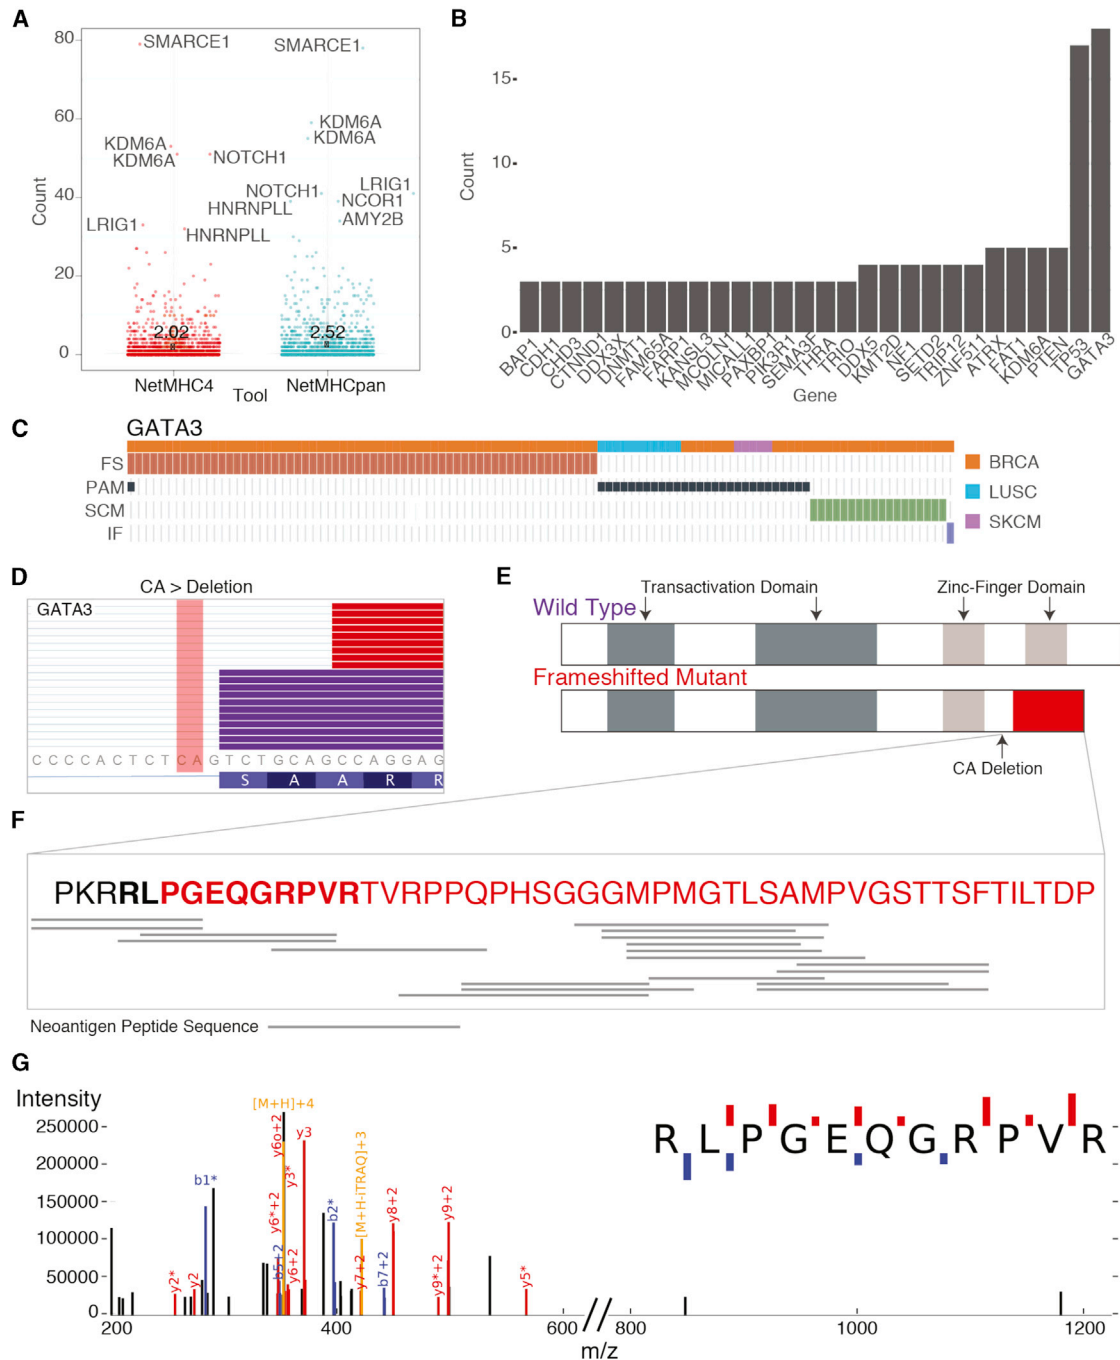 A
80
60
40
20
0
Count
SMARCE1
SMARCE1
KDM6A
KDM6A
KDM6A
KDM6A
NOTCH1
NOTCH1
LRIG1
HNRNPLL
NCOR1
AMY2B
LRIG1
HNRNPLL
2.02
2.52
NetMHC4
NetMHCpan
Tool
B
15
10
5
0
Count
BAP1
CDH1
CHD3
CTNND1
DDX3X
DNMT1
FAM65A
FARP1
KANSL3
MCOLN1
MICALL1
PAXBP1
PIK3R1
SEMA3F
THRA
TRIO
DDX5
KMT2D
NF1
SETD2
TRIP12
ZNF511
ATRX
FAT1
KDM6A
PTEN
TP53
GATA3
Gene
C
GATA3
FS
PAM
SCM
IF
BRCA
LUSC
SKCM
D
CA > Deletion
GATA3
C C C C A C T C T C A G T C T G C A G C C A G G A G
S A A R R
E
Transactivation Domain
Zinc-Finger Domain
Wild Type
Frameshifted Mutant
CA Deletion
F
PKRRRLPGEQGRPVRTVRPPQPHSGGGMPMGTLSAMPVGSTTSFTILTDP
Neoantigen Peptide Sequence
G
Intensity
250000
200000
150000
100000
50000
0
y2*
y2
b1*
y6*+2
b5+2
y6o+2
[M+H]+4
y3*
y6+2
y3
b2*
[M+H-iTRAQ]+3
y7+2
b7+2
y8+2
y9*+2
y9+2
y5*
R L P G E Q G R P V R
200
400
600
800
1000
1200
m/z